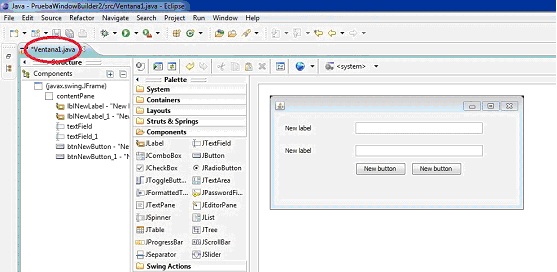 Java - PruebaWindowBuilder2/src/Ventana1.java - Eclipse
File Edit Source Refactor Navigate Search Project Run Window Help
*Ventana1.java
Structure
Components
(javax.swing.JFrame)
contentPane
lblNewLabel - "New l
lblNewLabel_1 - "New
textField
textField_1
btnNewButton - "New
btnNewButton_1 - "Ne
Palette
System
Containers
Layouts
Struts & Springs
Components
JLabel JTextField
JComboBox JButton
JCheckBox JRadioButton
JToggleButt... JTextArea
JFormattedT... JPasswordFi...
JTextPane JEditorPane
JSpinner JList
JTable JTree
JProgressBar JScrollBar
JSeparator JSlider
Swing Actions
<system>
New label
New label
New button New button